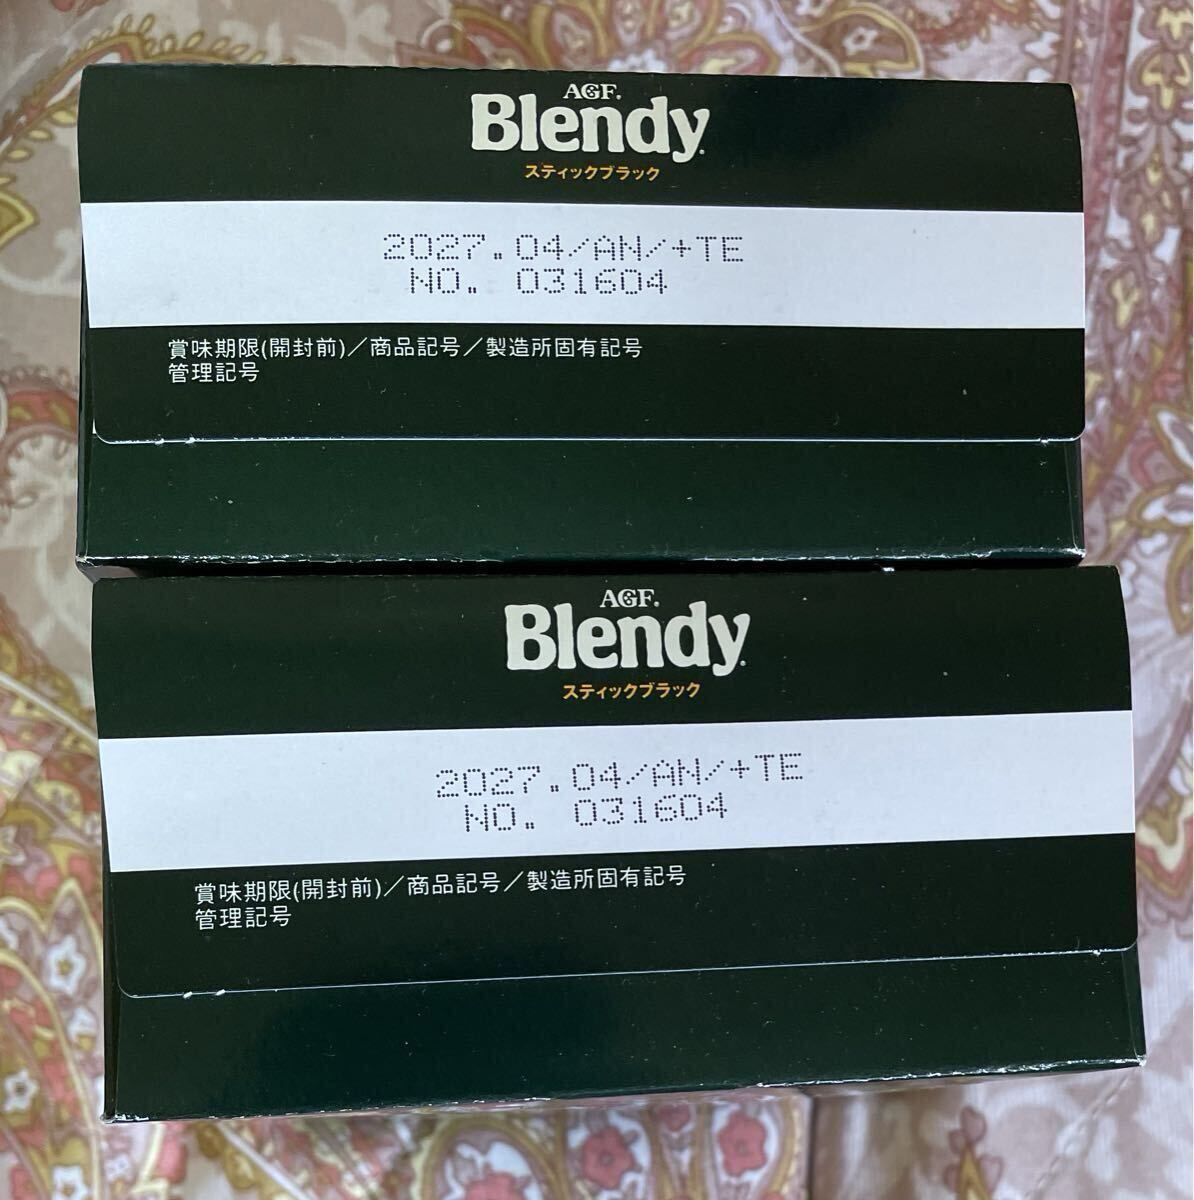 AGF®
Blendy®
スティックブラック
2027.04/AN/+TE
NO. 031604
賞味期限(開封前)／商品記号／製造所固有記号
管理記号
AGF®
Blendy®
スティックブラック
2027.04/AN/+TE
NO. 031604
賞味期限(開封前)／商品記号／製造所固有記号
管理記号